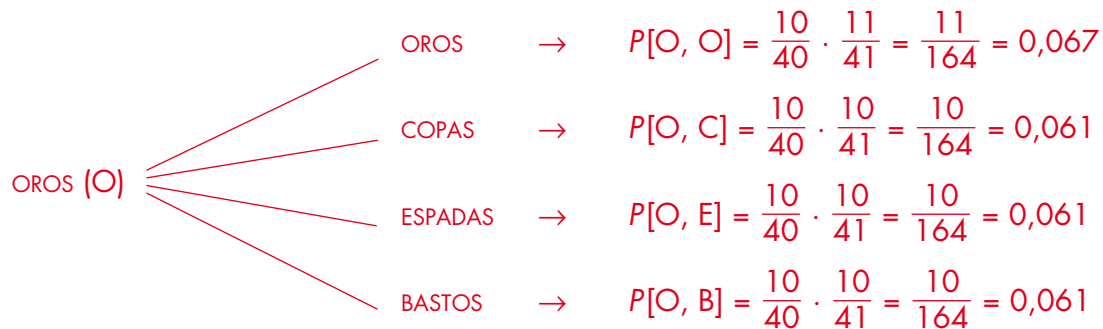 OROS → P[O, O] = 10/40 · 11/41 = 11/164 = 0,067
COPAS → P[O, C] = 10/40 · 10/41 = 10/164 = 0,061
OROS (O)
ESPADAS → P[O, E] = 10/40 · 10/41 = 10/164 = 0,061
BASTOS → P[O, B] = 10/40 · 10/41 = 10/164 = 0,061